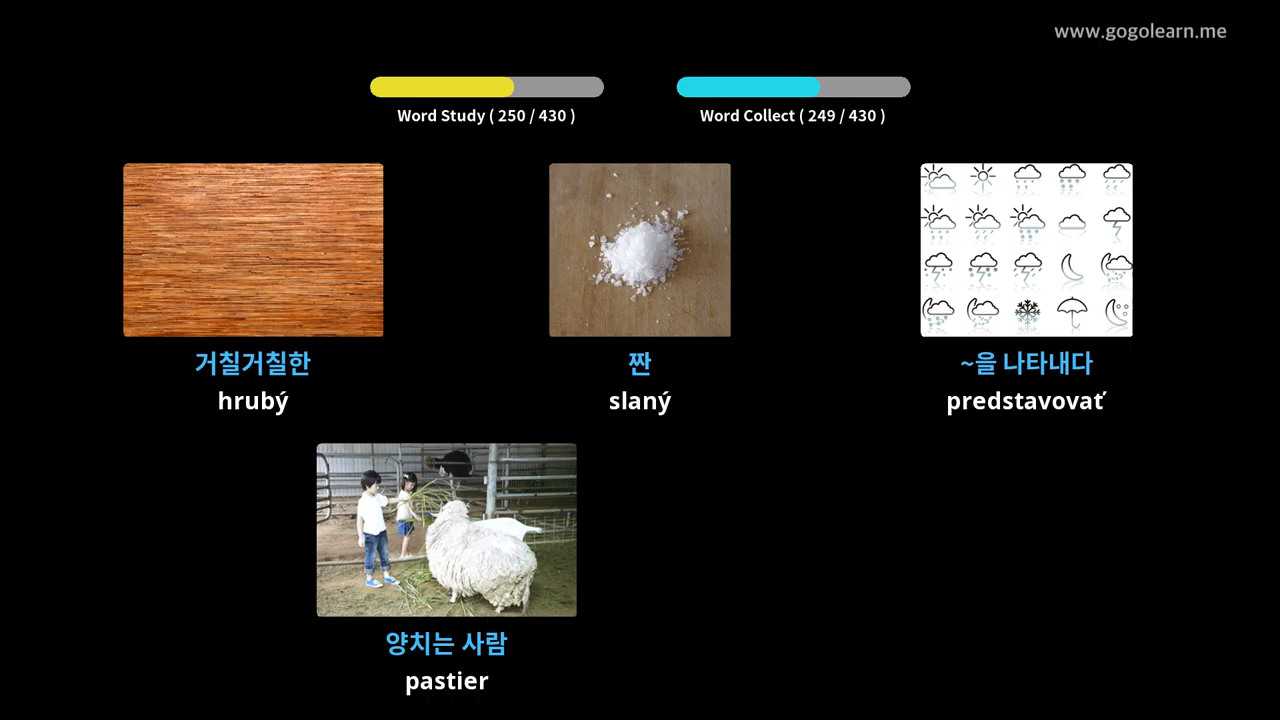 www.gogolearn.me
Word Study ( 250 / 430 )
Word Collect ( 249 / 430 )
거칠거칠한
hrubý
짠
slaný
~을 나타내다
predstavovať
양치는 사람
pastier